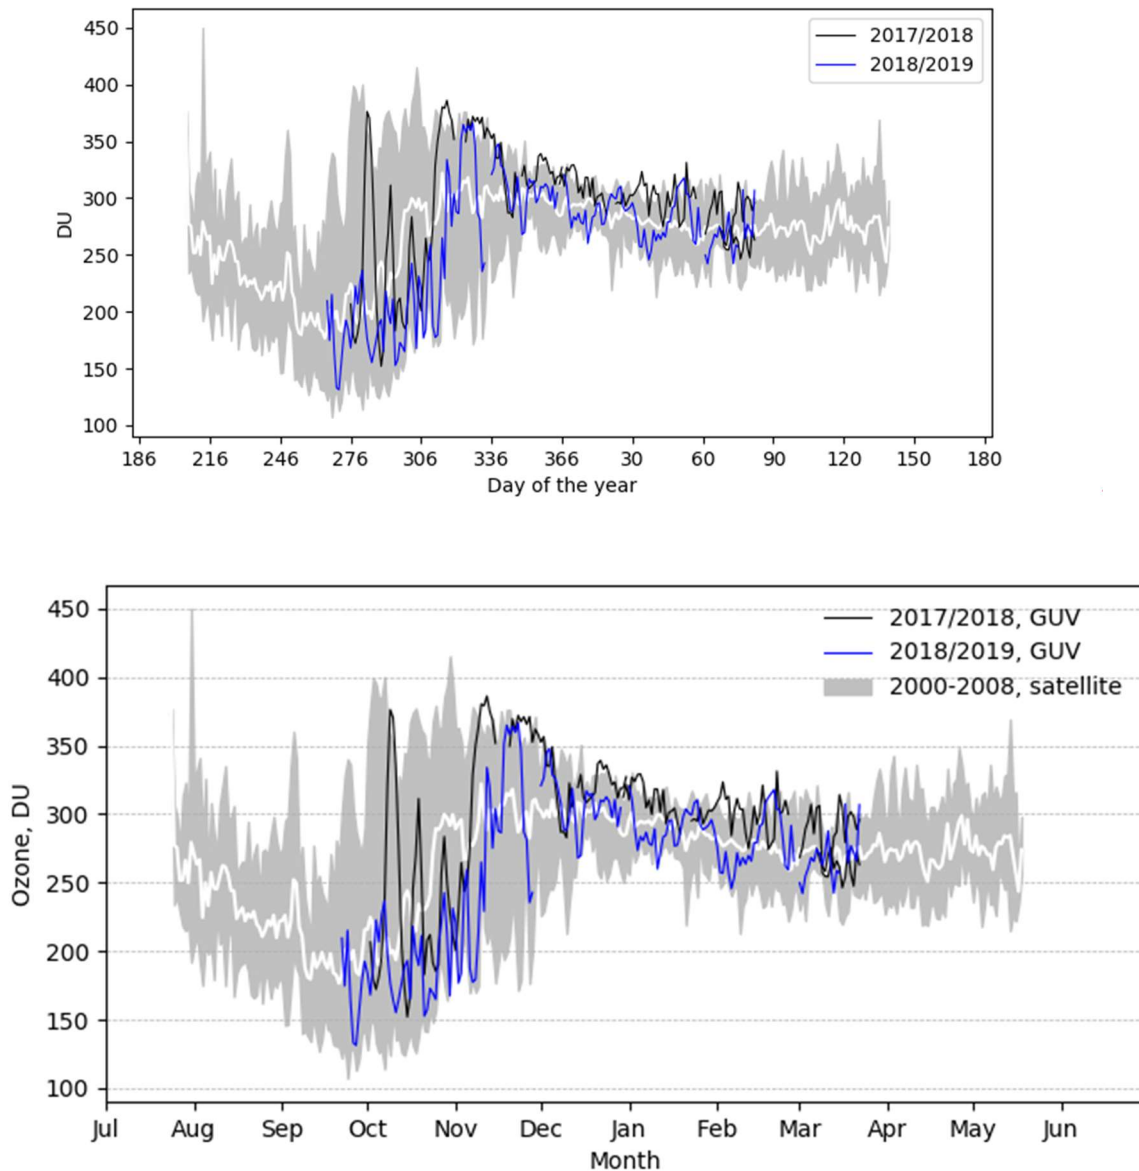 450
400
350
300
250
200
150
100
DU
2017/2018
2018/2019
186 216 246 276 306 336 366 30 60 90 120 150 180
Day of the year
450
400
350
300
250
200
150
100
Ozone, DU
2017/2018, GUV
2018/2019, GUV
2000-2008, satellite
Jul Aug Sep Oct Nov Dec Jan Feb Mar Apr May Jun
Month